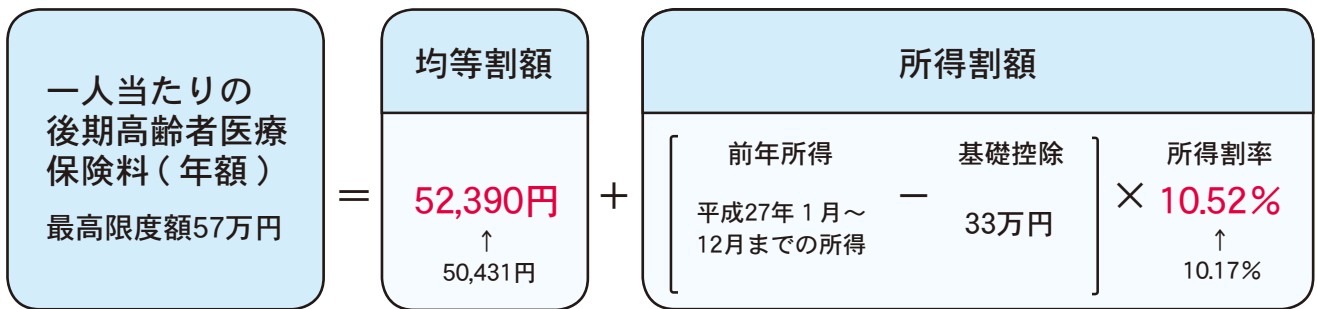 一人当たりの
後期高齢者医療
保険料(年額)
最高限度額57万円
＝
均等割額
52,390円
↑
50,431円
＋
所得割額
前年所得
平成27年1月～
12月までの所得
－
基礎控除
33万円
×
所得割率
10.52％
↑
10.17％